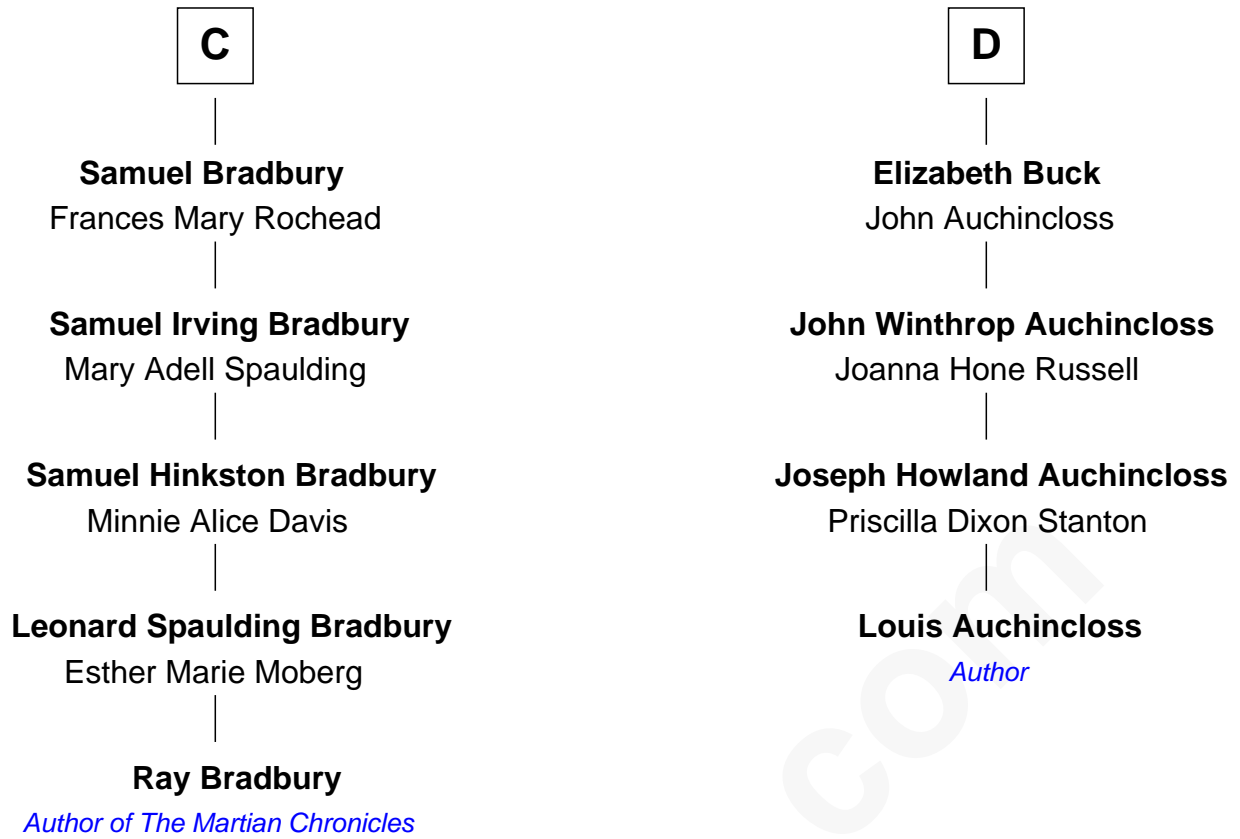 C
Samuel Bradbury
Frances Mary Rochead
Samuel Irving Bradbury
Mary Adell Spaulding
Samuel Hinkston Bradbury
Minnie Alice Davis
Leonard Spaulding Bradbury
Esther Marie Moberg
Ray Bradbury
Author of The Martian Chronicles
D
Elizabeth Buck
John Auchincloss
John Winthrop Auchincloss
Joanna Hone Russell
Joseph Howland Auchincloss
Priscilla Dixon Stanton
Louis Auchincloss
Author
com